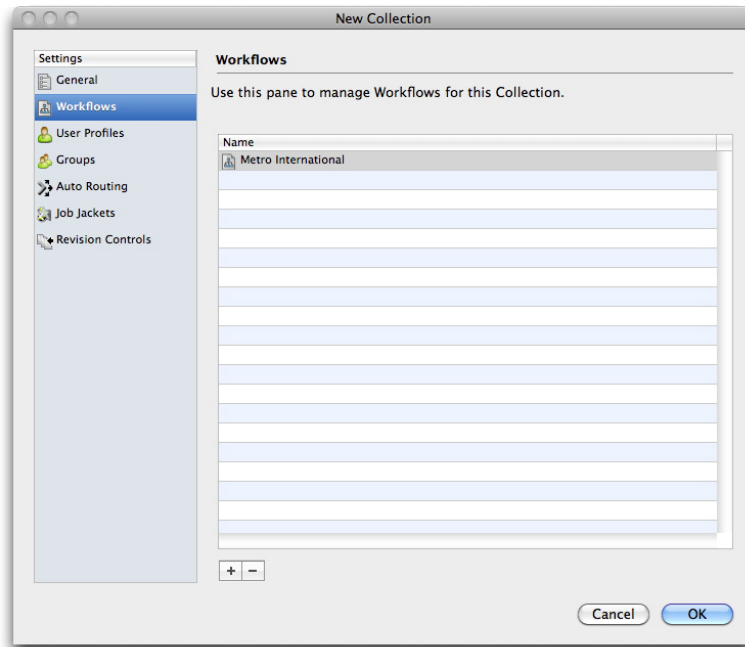 New Collection
Settings
General
Workflows
User Profiles
Groups
Auto Routing
Job Jackets
Revision Controls
Workflows
Use this pane to manage Workflows for this Collection.
Name
Metro International
+ −
Cancel OK